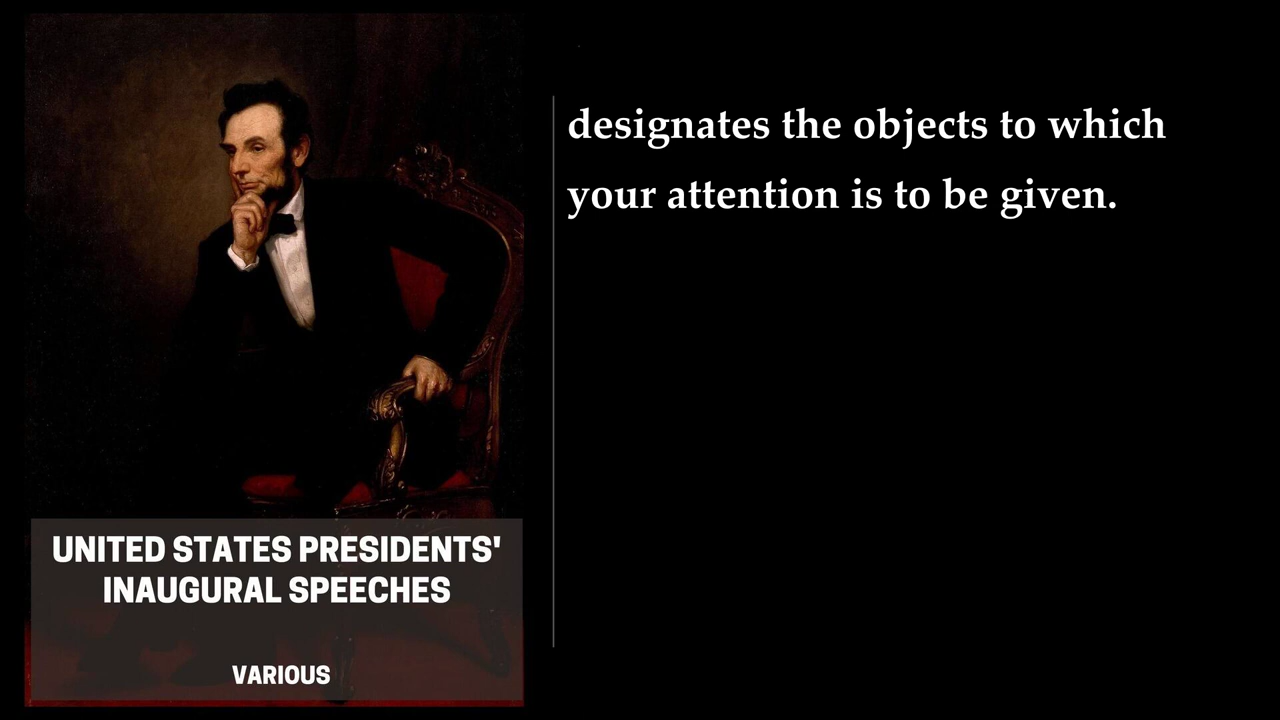 designates the objects to which
your attention is to be given.
UNITED STATES PRESIDENTS'
INAUGURAL SPEECHES
VARIOUS